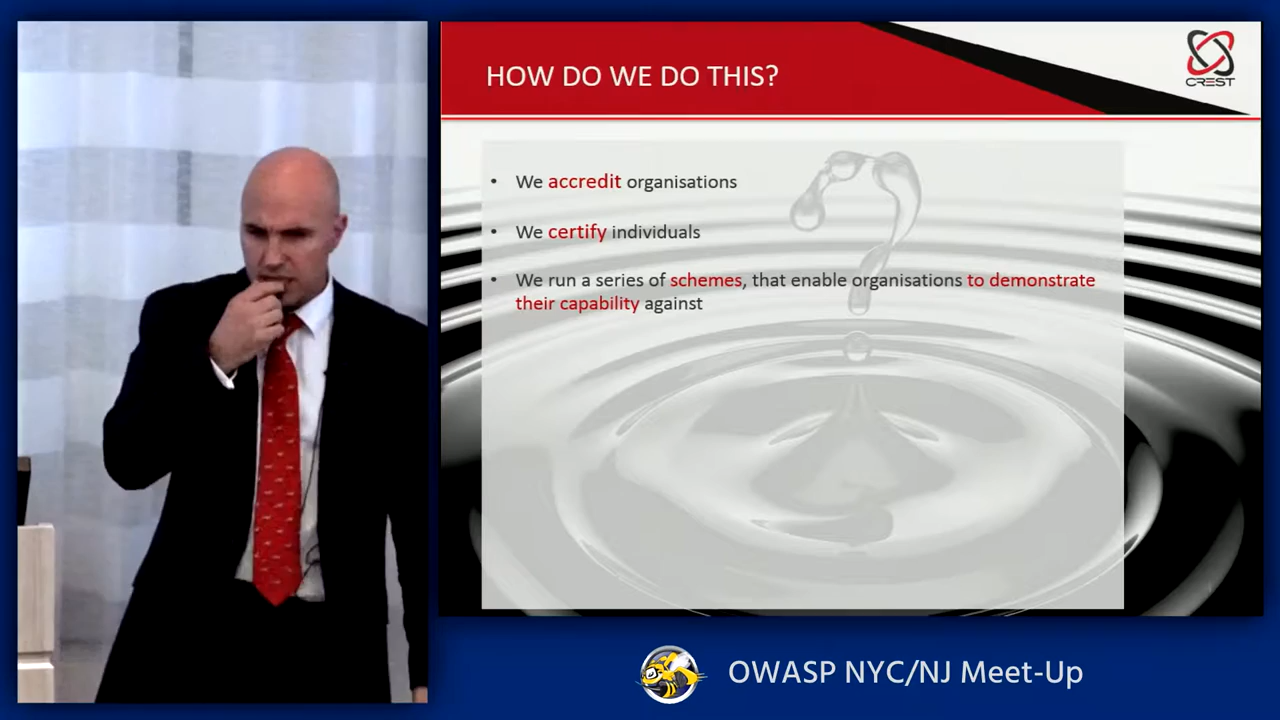 HOW DO WE DO THIS?
CREST
• We accredit organisations
• We certify individuals
• We run a series of schemes, that enable organisations to demonstrate
their capability against
OWASP NYC/NJ Meet-Up